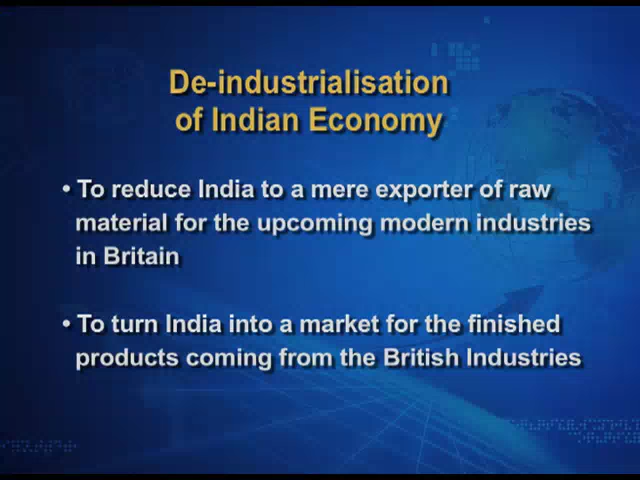 De-industrialisation
of Indian Economy
• To reduce India to a mere exporter of raw
material for the upcoming modern industries
in Britain
• To turn India into a market for the finished
products coming from the British Industries